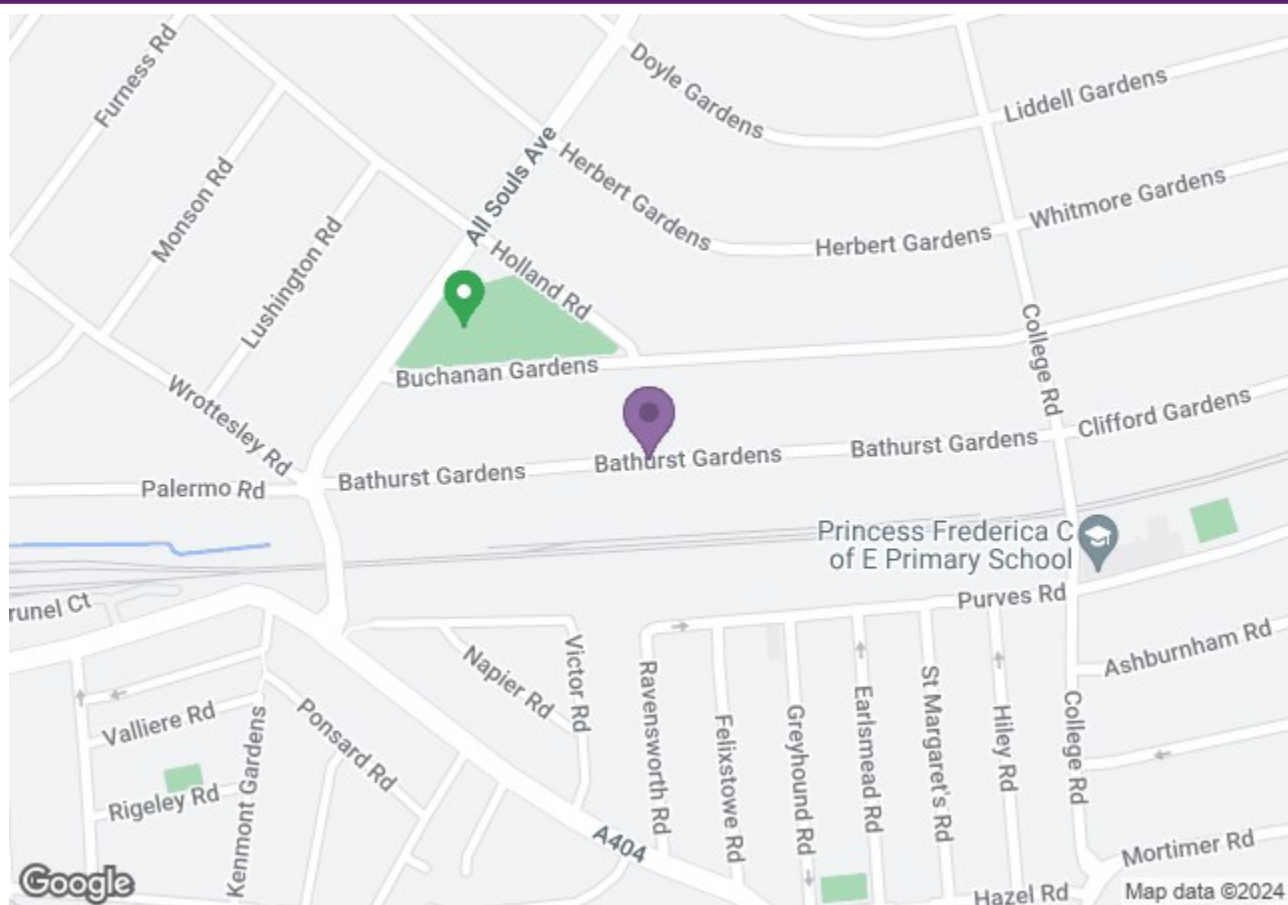 Furness Rd
Doyle Gardens
Liddell Gardens
Monson Rd
All Souls Ave
Herbert Gardens
Whitmore Gardens
Lushington Rd
Holland Rd
Herbert Gardens
College Rd
Buchanan Gardens
Wrottesley Rd
Clifford Gardens
Bathurst Gardens
Bathurst Gardens
Bathurst Gardens
Palermo Rd
Princess Frederica C
of E Primary School
runel Ct
Purves Rd
Victor Rd
Napier Rd
Ravensworth Rd
Ashburnham Rd
Valliere Rd
Kenmont Gardens
Ponsard Rd
Felixstowe Rd
Greyhound Rd
Earlsmead Rd
St Margaret's Rd
Hiley Rd
College Rd
Rigeley Rd
A404
Mortimer Rd
Google
Hazel Rd
Map data ©2024